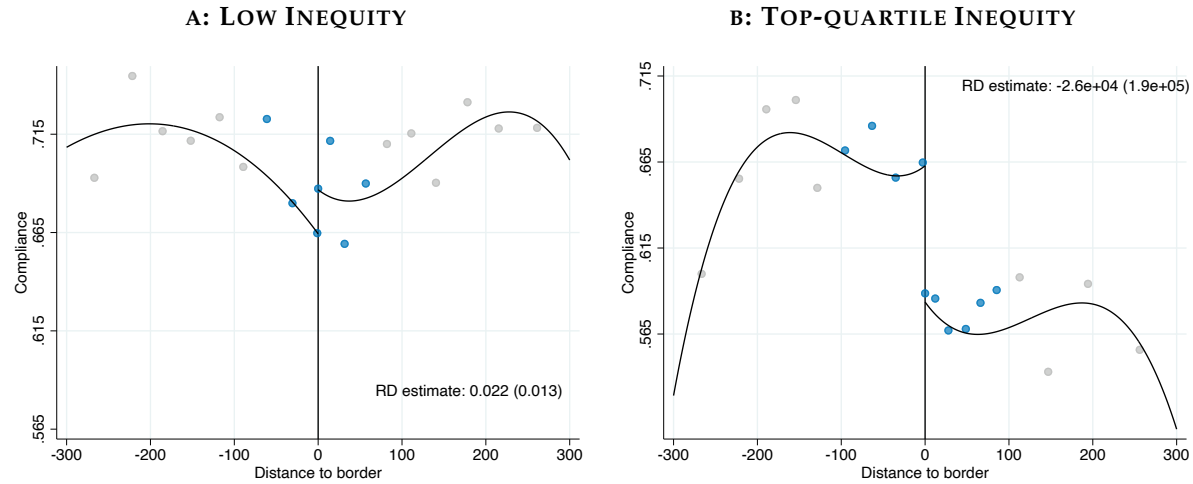 A: LOW INEQUITY
.715
.665
.615
.565
Compliance
RD estimate: 0.022 (0.013)
-300 -200 -100 0 100 200 300
Distance to border
B: TOP-QUARTILE INEQUITY
.715
.665
.615
.565
Compliance
RD estimate: -2.6e+04 (1.9e+05)
-300 -200 -100 0 100 200 300
Distance to border